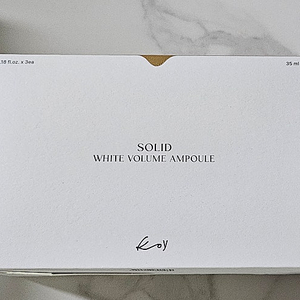 .18 fl.oz. x 3ea
35 ml
SOLID
WHITE VOLUME AMPOULE
Koy